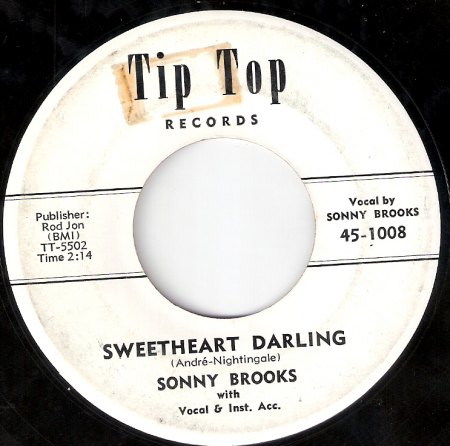 Tip Top
RECORDS
Publisher:
Rod Jon
(BMI)
TT-5502
Time 2:14
Vocal by
SONNY BROOKS
45-1008
SWEETHEART DARLING
(André-Nightingale)
SONNY BROOKS
with
Vocal & Inst. Acc.